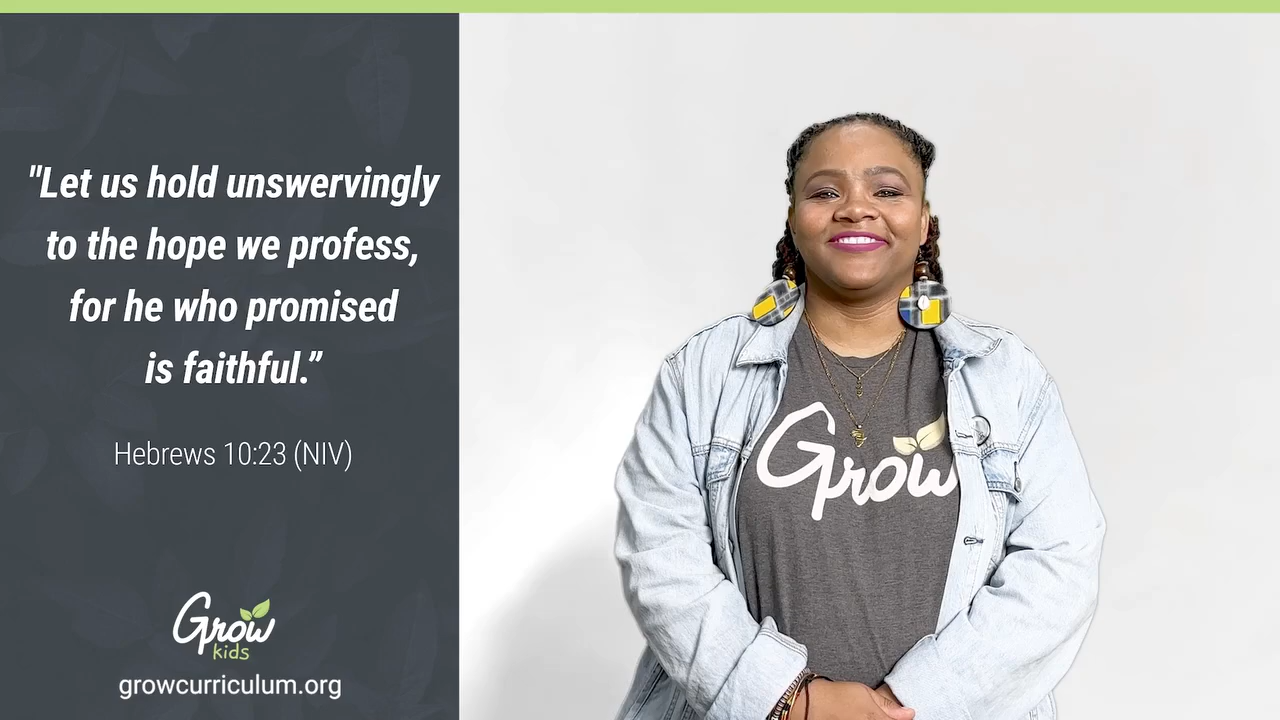 "Let us hold unswervingly
to the hope we profess,
for he who promised
is faithful.”
Hebrews 10:23 (NIV)
Grow
kids
growcurriculum.org
Grow